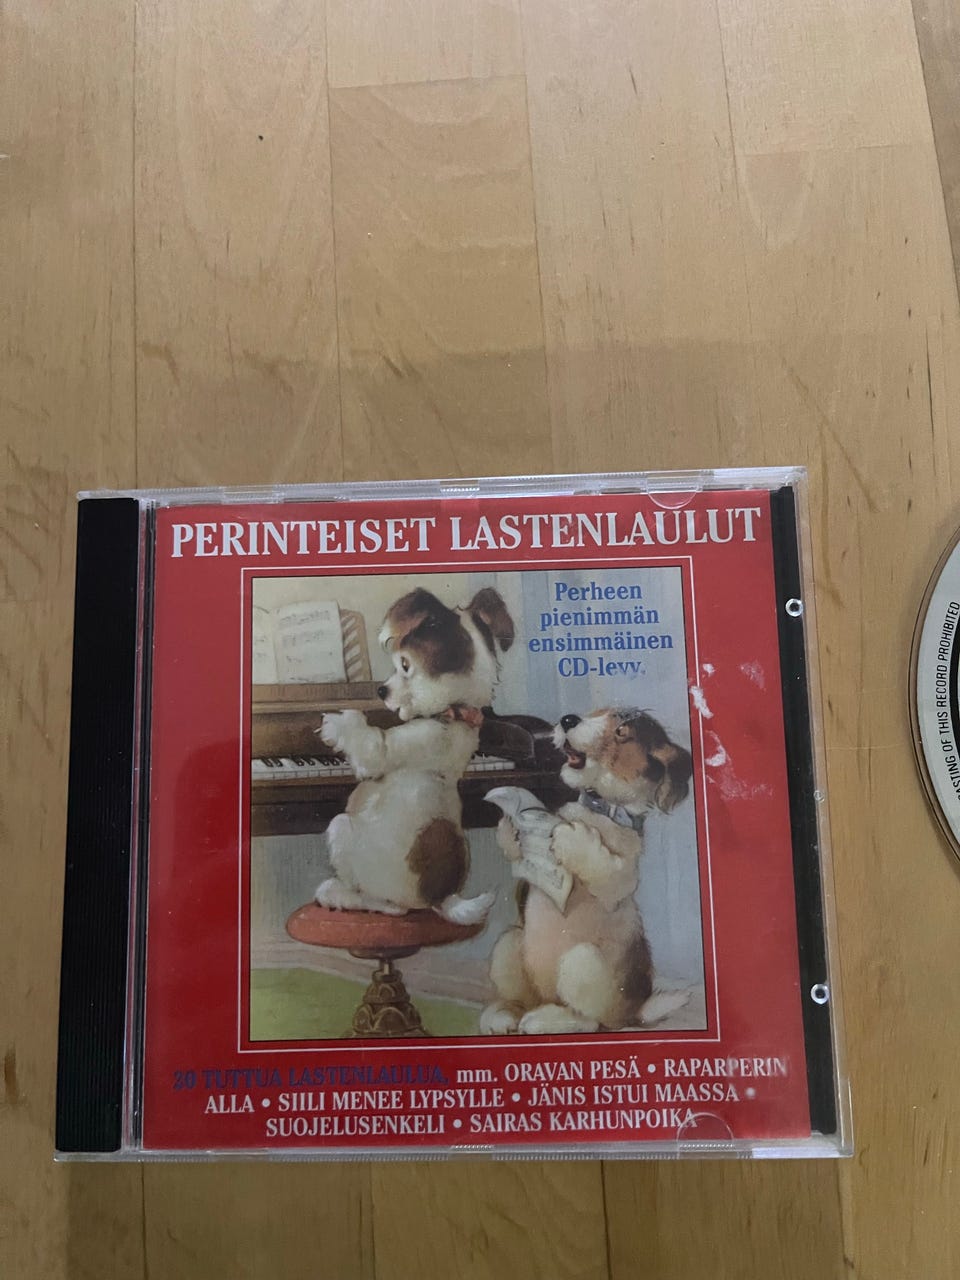 PERINTEISET LASTENLAULUT
Perheen
pienimmän
ensimmäinen
CD-levy.
20 TUTTUA LASTENLAULUA, mm. ORAVAN PESÄ • RAPARPERIN
ALLA • SIILI MENEE LYPSYLLE • JÄNIS ISTUI MAASSA •
SUOJELUSENKELI • SAIRAS KARHUNPOIKA
OF THIS RECORD PROHIBITED